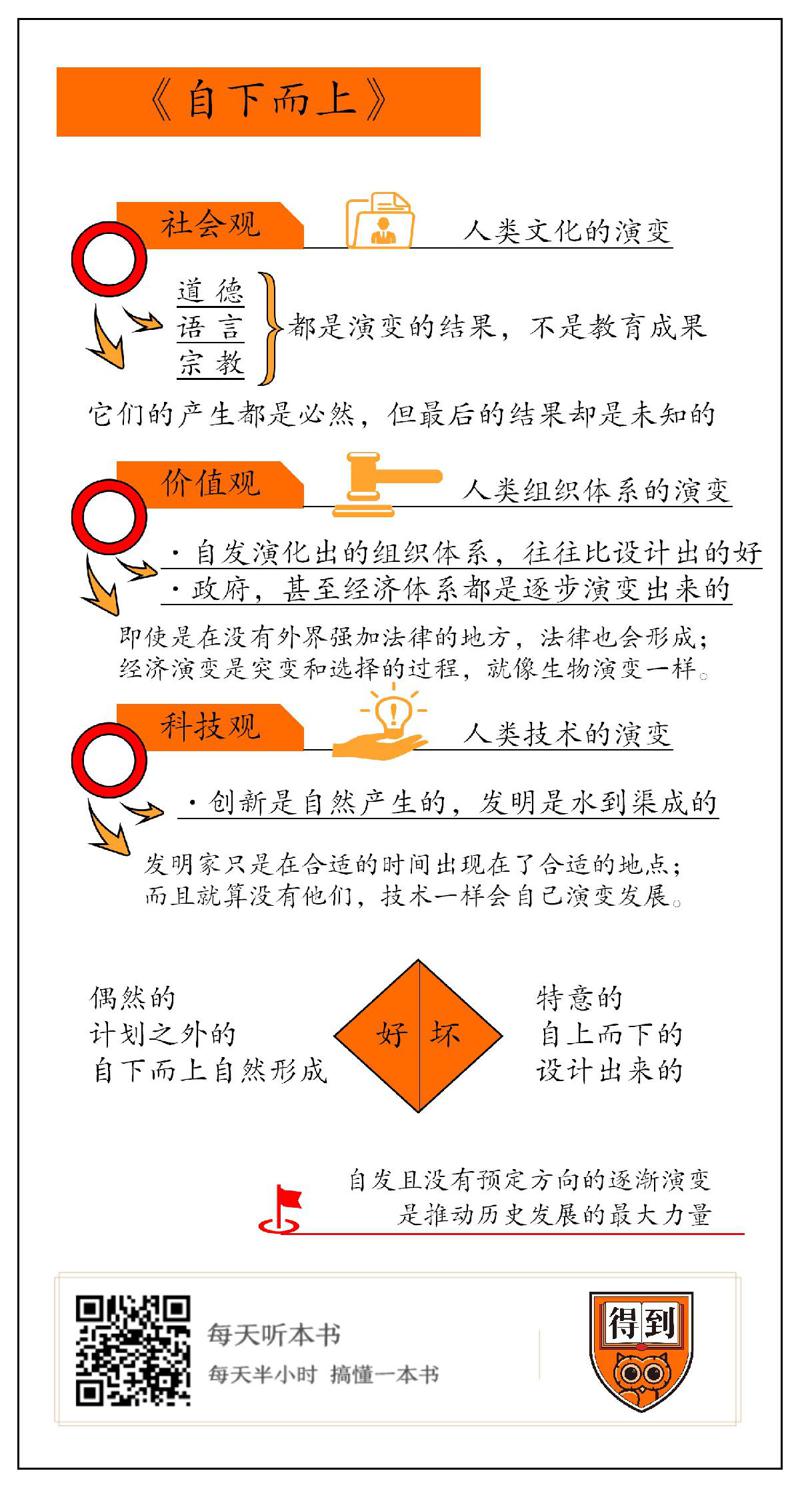 《自下而上》
社会观
人类文化的演变
道 德
语 言
宗 教
都是演变的结果，不是教育成果
它们的产生都是必然，但最后的结果却是未知的
价值观
人类组织体系的演变
·自发演化出的组织体系，往往比设计出的好
·政府，甚至经济体系都是逐步演变出来的
即使是在没有外界强加法律的地方，法律也会形成；
经济演变是突变和选择的过程，就像生物演变一样。
科技观
人类技术的演变
·创新是自然产生的，发明是水到渠成的
发明家只是在合适的时间出现在了合适的地点；
而且就算没有他们，技术一样会自己演变发展。
偶然的
计划之外的
自下而上自然形成
好 坏
特意的
自上而下的
设计出来的
自发且没有预定方向的逐渐演变
是推动历史发展的最大力量
每天听本书
每天半小时 搞懂一本书
得到